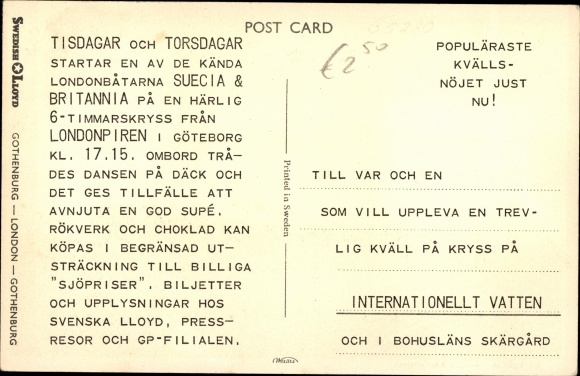 POST CARD
€2 50
SWEDISH LLOYD
GOTHENBURG — LONDON — GOTHENBURG
TISDAGAR OCH TORSDAGAR
STARTAR EN AV DE KÄNDA
LONDONBÅTARNA SUECIA &
BRITANNIA PÅ EN HÄRLIG
6-TIMMARSKRYSS FRÅN
LONDONPIREN I GÖTEBORG
KL. 17.15. OMBORD TRÅ-
DES DANSEN PÅ DÄCK OCH
DET GES TILLFÄLLE ATT
AVNJUTA EN GOD SUPÉ.
RÖKVERK OCH CHOKLAD KAN
KÖPAS I BEGRÄNSAD UT-
STRÄCKNING TILL BILLIGA
"SJÖPRISER". BILJETTER
OCH UPPLYSNINGAR HOS
SVENSKA LLOYD, PRESS-
RESOR OCH GP-FILIALEN.
Printed in Sweden
POPULÄRASTE
KVÄLLS-
NÖJET JUST
NU!
TILL VAR OCH EN
SOM VILL UPPLEVA EN TREV-
LIG KVÄLL PÅ KRYSS PÅ
INTERNATIONELLT VATTEN
OCH I BOHUSLÄNS SKÄRGÅRD